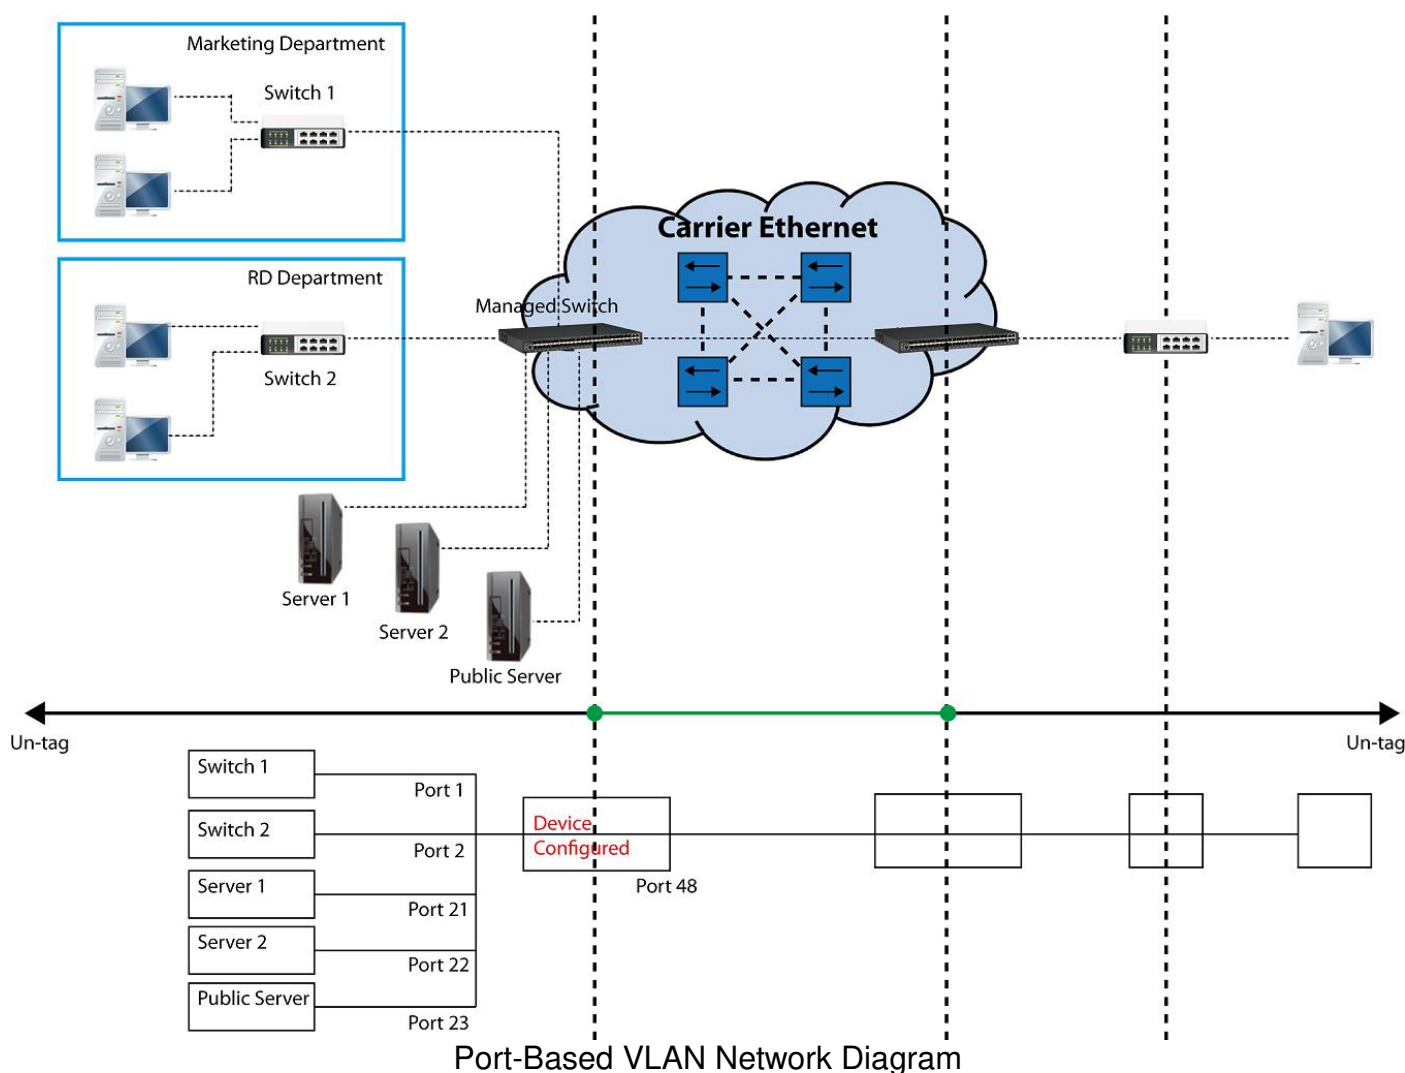 Marketing Department
Switch 1
RD Department
Switch 2
Managed Switch
Carrier Ethernet
Server 1
Server 2
Public Server
Un-tag
Un-tag
Switch 1
Port 1
Switch 2
Port 2
Server 1
Port 21
Server 2
Port 22
Public Server
Port 23
Device
Configured
Port 48
Port-Based VLAN Network Diagram